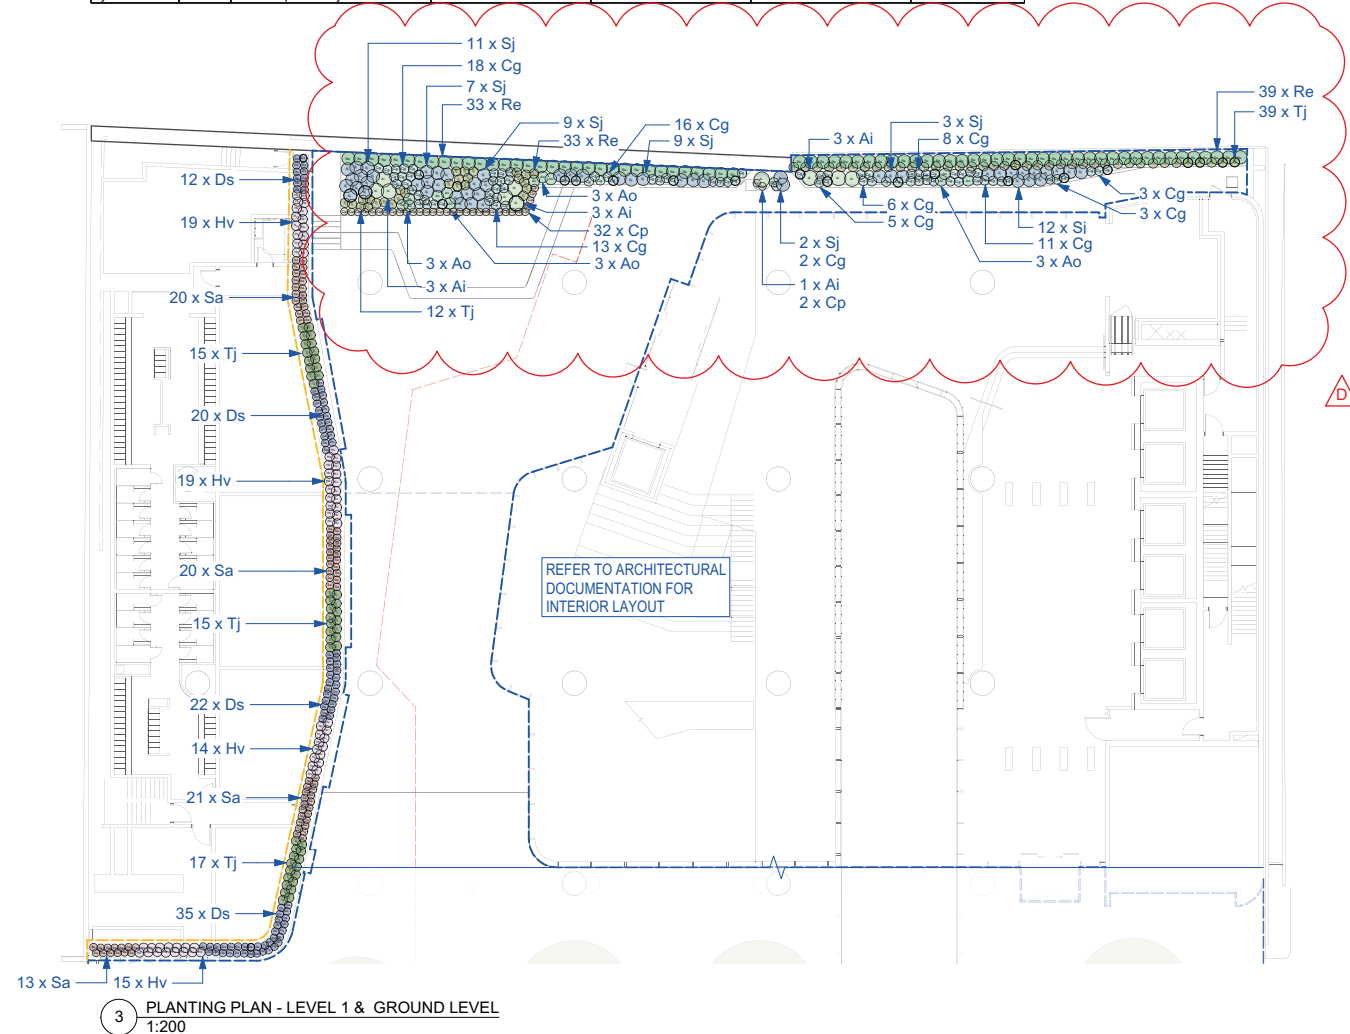 11 x Sj
18 x Cg
7 x Sj
33 x Re
9 x Sj
33 x Re
16 x Cg
9 x Sj
3 x Ai
3 x Sj
8 x Cg
39 x Re
39 x Tj
12 x Ds
19 x Hv
3 x Ao
3 x Ai
32 x Cp
13 x Cg
3 x Ao
3 x Ao
3 x Ai
12 x Tj
2 x Sj
2 x Cg
1 x Ai
2 x Cp
6 x Cg
5 x Cg
3 x Cg
3 x Cg
12 x Sj
11 x Cg
3 x Ao
20 x Sa
15 x Tj
D
20 x Ds
19 x Hv
20 x Sa
REFER TO ARCHITECTURAL
DOCUMENTATION FOR
INTERIOR LAYOUT
15 x Tj
22 x Ds
14 x Hv
21 x Sa
17 x Tj
35 x Ds
13 x Sa
15 x Hv
3
PLANTING PLAN - LEVEL 1 & GROUND LEVEL
1:200